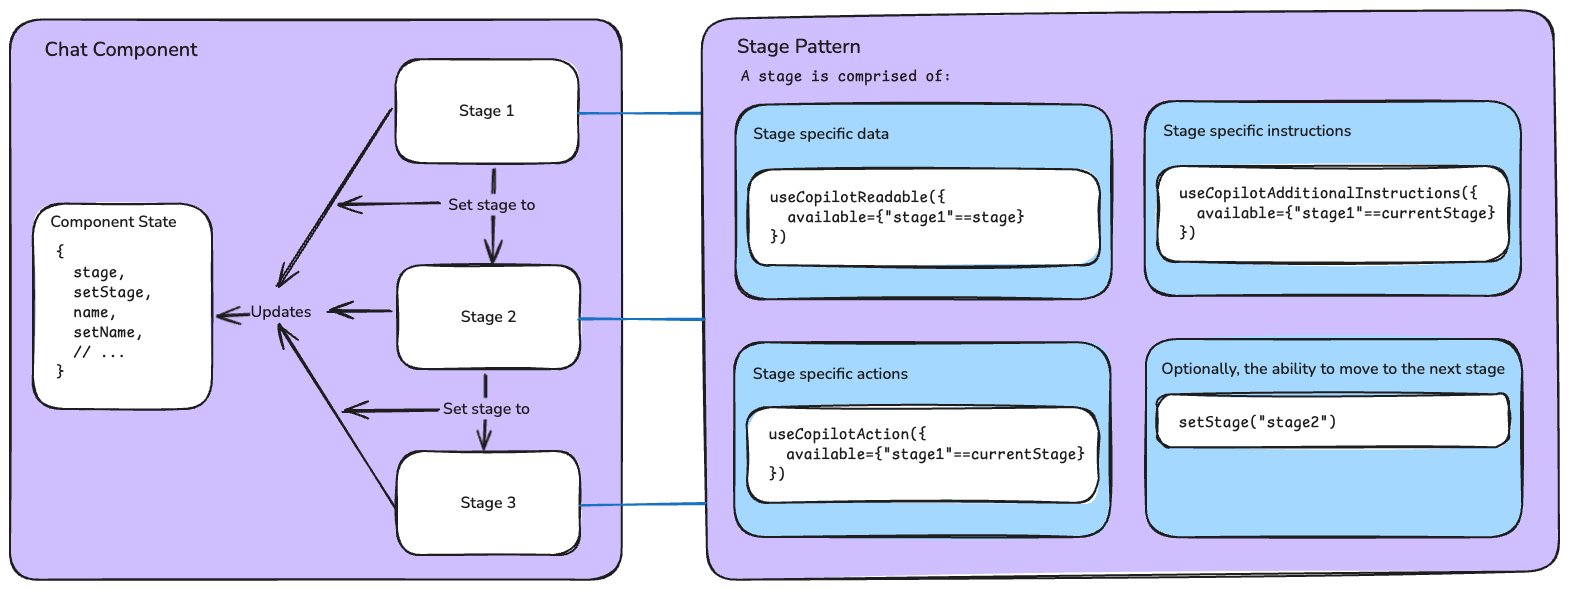 Chat Component
Stage 1
Set stage to
Component State
{
  stage,
  setStage,
  name,
  setName,
  // ...
}
Updates
Stage 2
Set stage to
Stage 3
Stage Pattern
A stage is comprised of:
Stage specific data
useCopilotReadable({
  available={"stage1"==stage}
})
Stage specific instructions
useCopilotAdditionalInstructions({
  available={"stage1"==currentStage}
})
Stage specific actions
useCopilotAction({
  available={"stage1"==currentStage}
})
Optionally, the ability to move to the next stage
setStage("stage2")